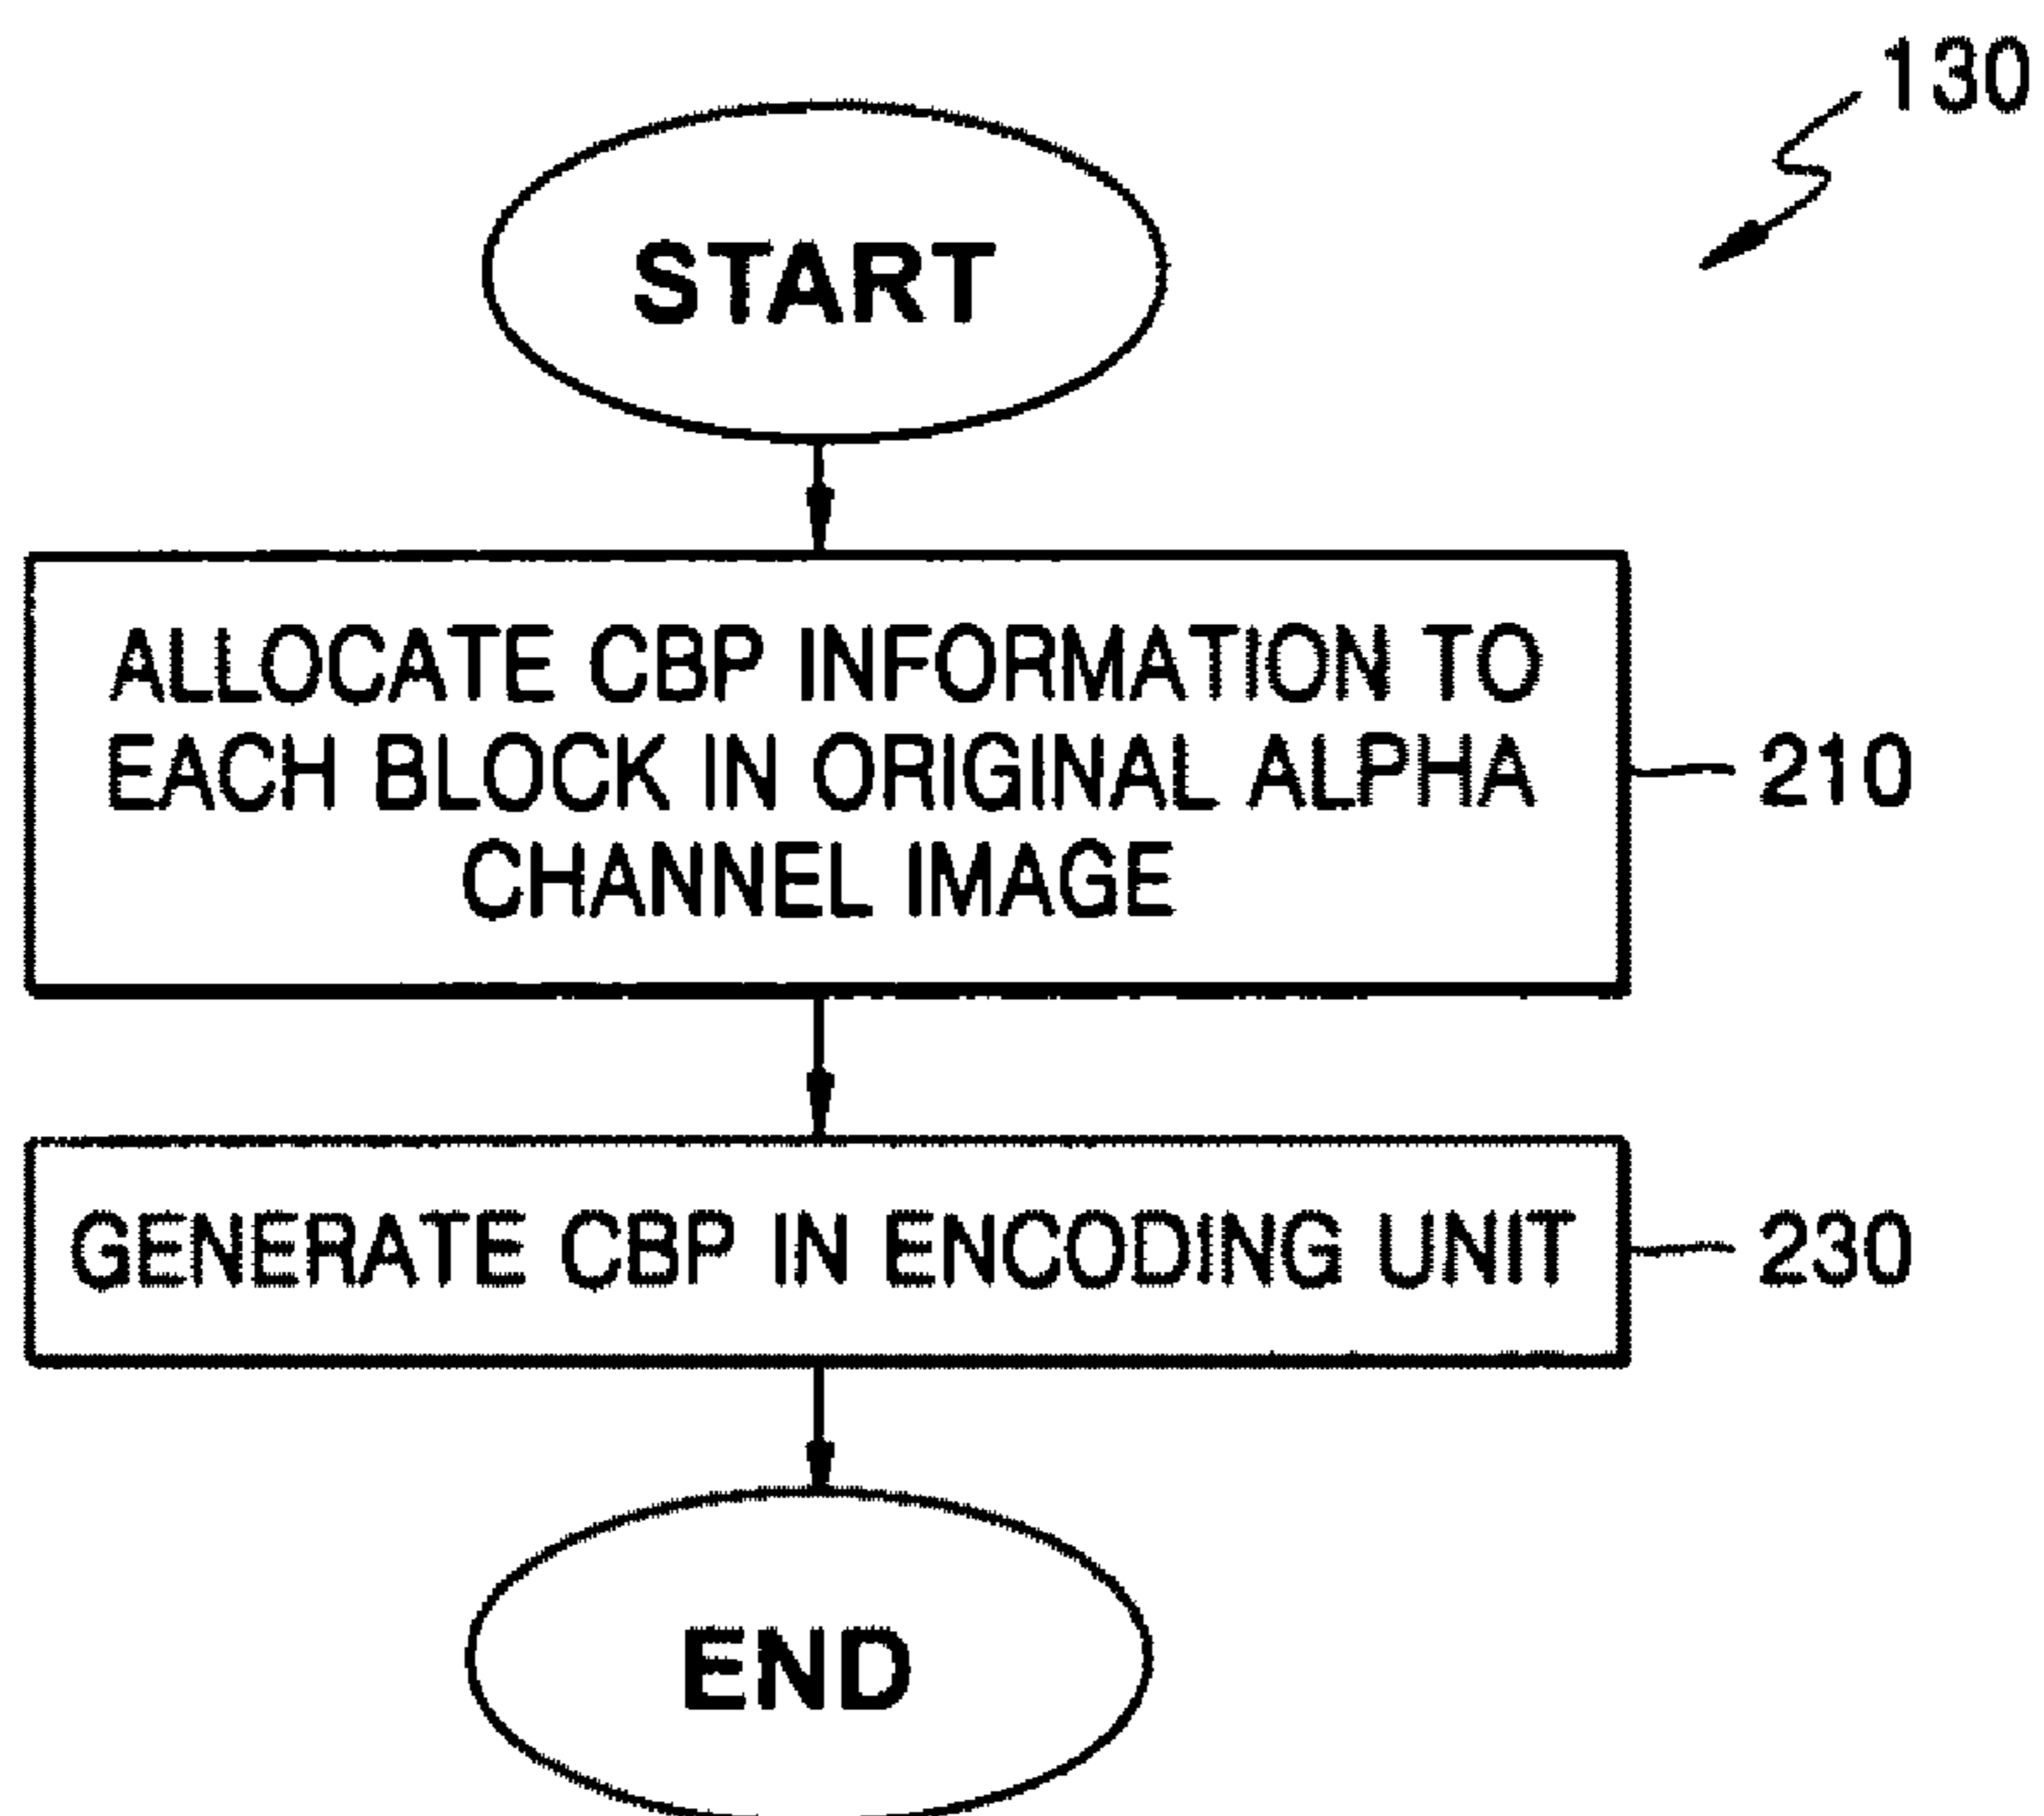 130
START
ALLOCATE CBP INFORMATION TO
EACH BLOCK IN ORIGINAL ALPHA
CHANNEL IMAGE
210
GENERATE CBP IN ENCODING UNIT
230
END